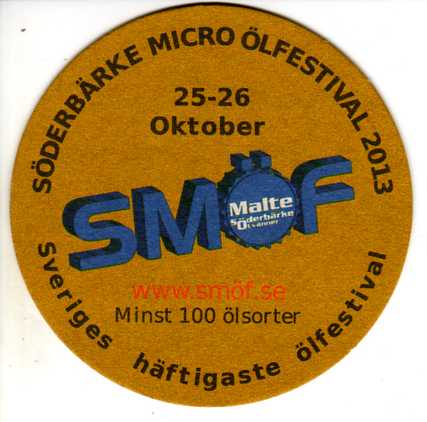 SÖDERBÄRKE MICRO ÖLFESTIVAL 2013
25-26
Oktober
SMÖF
Malte
Söderbärke
Ölvänner
www.smöf.se
Minst 100 ölsorter
Sveriges häftigaste ölfestival